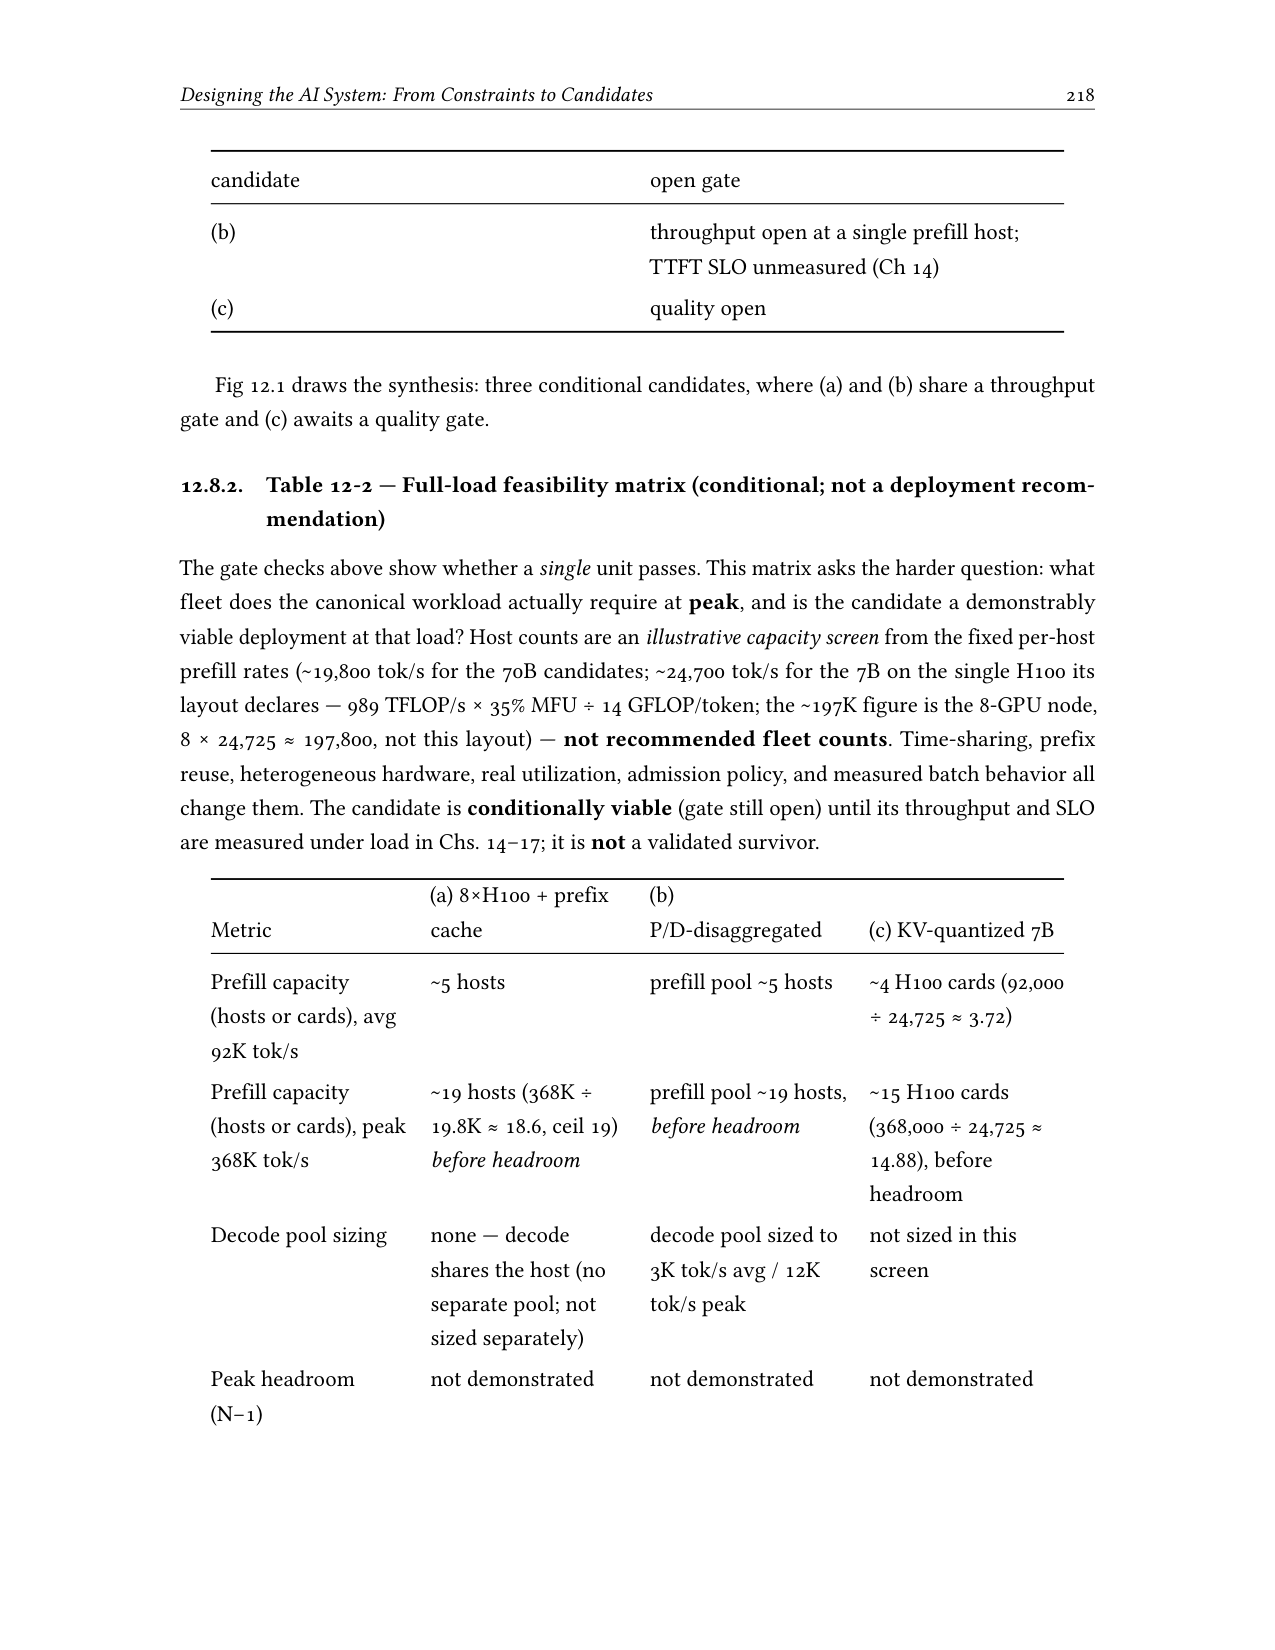 Designing the AI System: From Constraints to Candidates 218
candidate open gate
(b) throughput open at a single prefill host;
TTFT SLO unmeasured (Ch 14)
(c) quality open
Fig 12.1 draws the synthesis: three conditional candidates, where (a) and (b) share a throughput
gate and (c) awaits a quality gate.
12.8.2. Table 12-2 — Full-load feasibility matrix (conditional; not a deployment recom-
mendation)
The gate checks above show whether a single unit passes. This matrix asks the harder question: what
fleet does the canonical workload actually require at peak, and is the candidate a demonstrably
viable deployment at that load? Host counts are an illustrative capacity screen from the fixed per-host
prefill rates (~19,800 tok/s for the 70B candidates; ~24,700 tok/s for the 7B on the single H100 its
layout declares — 989 TFLOP/s × 35% MFU ÷ 14 GFLOP/token; the ~197K figure is the 8-GPU node,
8 × 24,725 ≈ 197,800, not this layout) — not recommended fleet counts. Time-sharing, prefix
reuse, heterogeneous hardware, real utilization, admission policy, and measured batch behavior all
change them. The candidate is conditionally viable (gate still open) until its throughput and SLO
are measured under load in Chs. 14–17; it is not a validated survivor.
(a) 8×H100 + prefix (b)
Metric cache P/D-disaggregated (c) KV-quantized 7B
Prefill capacity ~5 hosts prefill pool ~5 hosts ~4 H100 cards (92,000
(hosts or cards), avg ÷ 24,725 ≈ 3.72)
92K tok/s
Prefill capacity ~19 hosts (368K ÷ prefill pool ~19 hosts, ~15 H100 cards
(hosts or cards), peak 19.8K ≈ 18.6, ceil 19) before headroom (368,000 ÷ 24,725 ≈
368K tok/s before headroom 14.88), before
headroom
Decode pool sizing none — decode decode pool sized to not sized in this
shares the host (no 3K tok/s avg / 12K screen
separate pool; not tok/s peak
sized separately)
Peak headroom not demonstrated not demonstrated not demonstrated
(N–1)